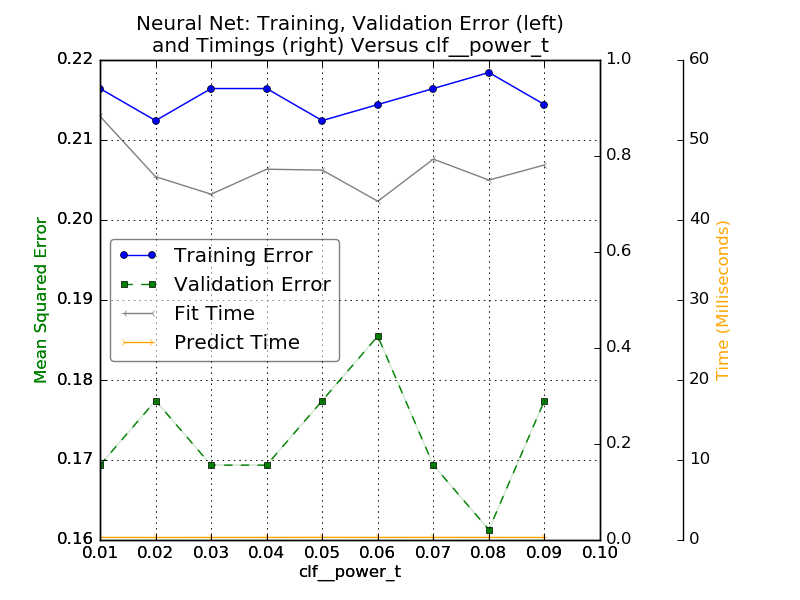 Neural Net: Training, Validation Error (left)
and Timings (right) Versus clf__power_t
0.22
0.21
0.20
0.19
0.18
0.17
0.16
Mean Squared Error
Training Error
Validation Error
Fit Time
Predict Time
1.0
0.8
0.6
0.4
0.2
0.0
60
50
40
30
20
10
0
Time (Milliseconds)
0.01 0.02 0.03 0.04 0.05 0.06 0.07 0.08 0.09 0.10
clf__power_t